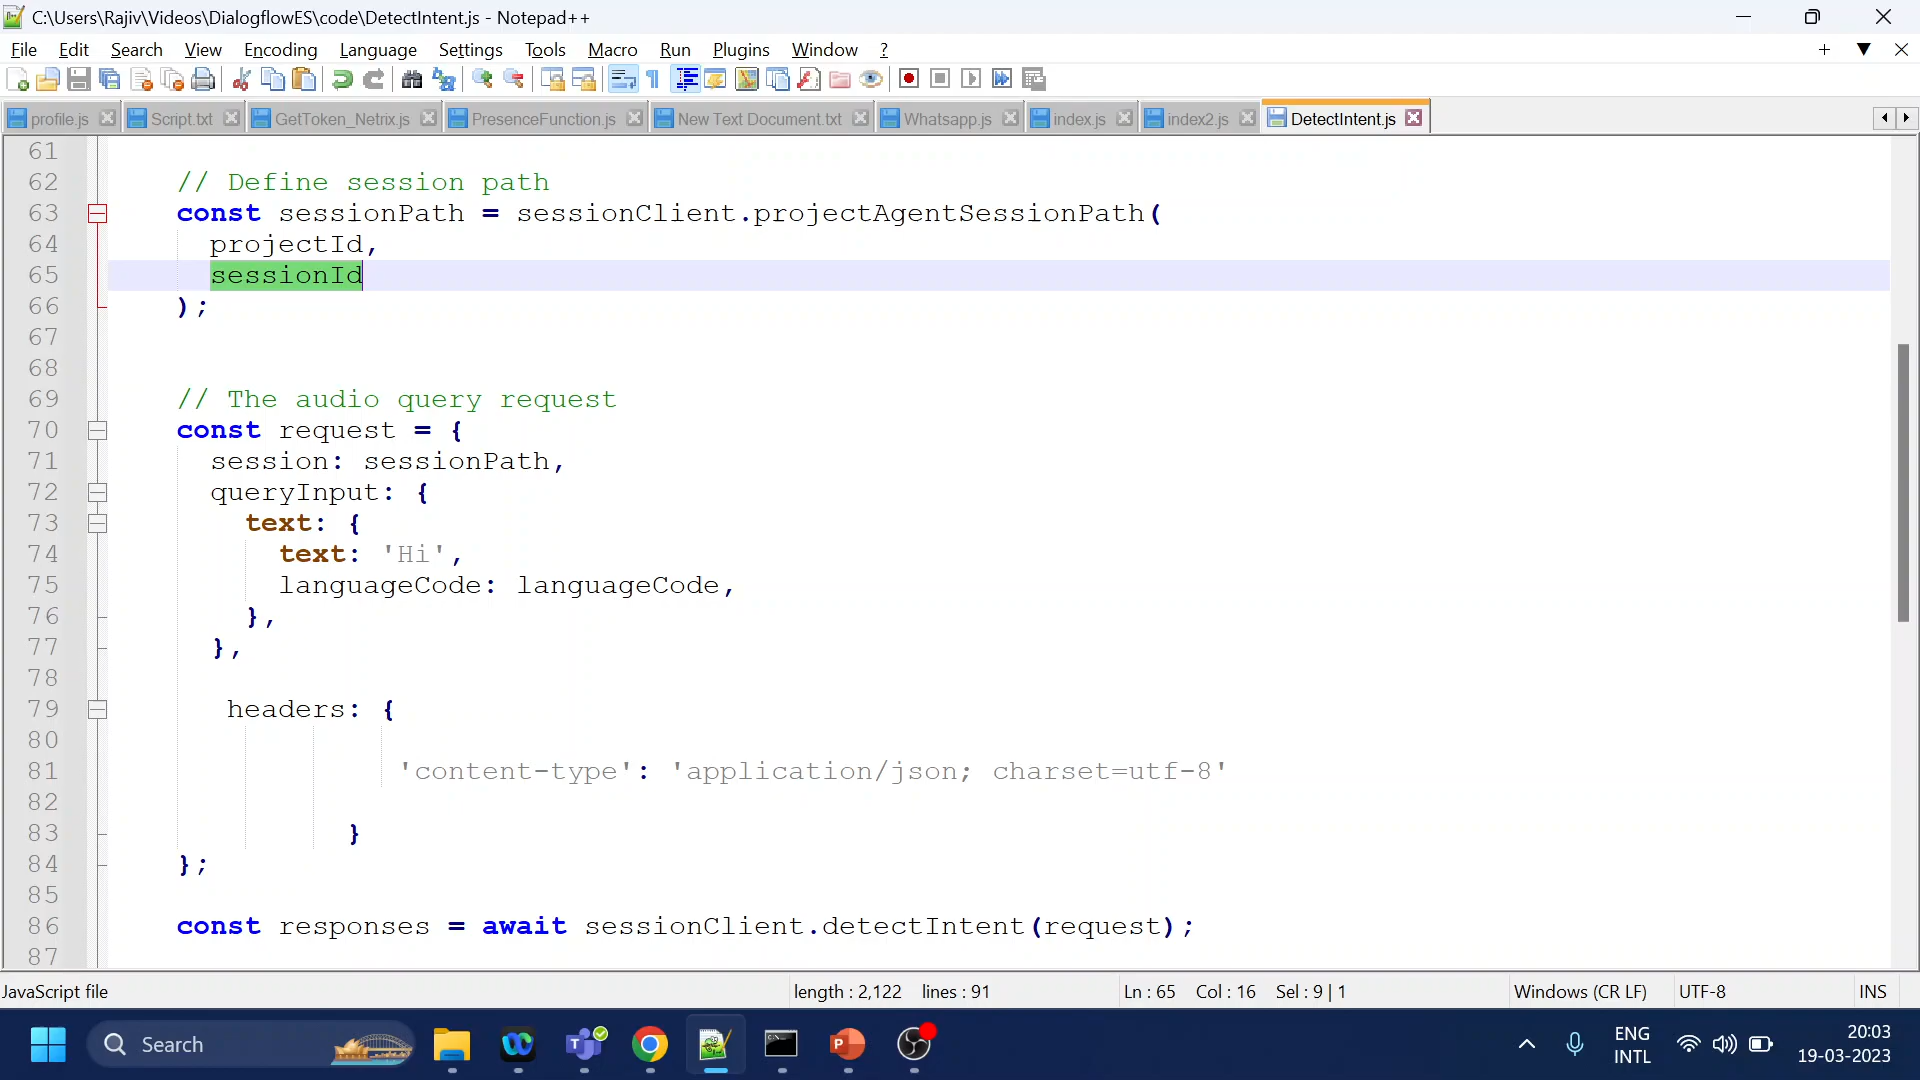 C:\Users\Rajiv\Videos\DialogflowES\code\DetectIntent.js - Notepad++
File Edit Search View Encoding Language Settings Tools Macro Run Plugins Window ?
profile.js Script.txt GetToken_Netrix.js PresenceFunction.js New Text Document.txt Whatsapp.js index.js index2.js DetectIntent.js
61
62 // Define session path
63 const sessionPath = sessionClient.projectAgentSessionPath(
64 projectId,
65 sessionId
66 );
67
68
69 // The audio query request
70 const request = {
71 session: sessionPath,
72 queryInput: {
73 text: {
74 text: 'Hi',
75 languageCode: languageCode,
76 },
77 },
78
79 headers: {
80
81 'content-type': 'application/json; charset=utf-8'
82
83 }
84 };
85
86 const responses = await sessionClient.detectIntent(request);
87
JavaScript file length : 2,122 lines : 91 Ln : 65 Col : 16 Sel : 9 | 1 Windows (CR LF) UTF-8 INS
Search
ENG
INTL
20:03
19-03-2023